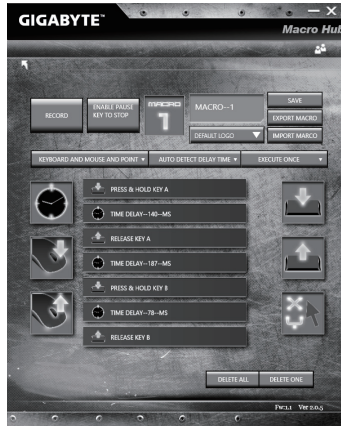 GIGABYTE™
Macro Hub
RECORD
ENABLE PAUSE
KEY TO STOP
MACRO
1
MACRO--1
DEFAULT LOGO
SAVE
EXPORT MACRO
IMPORT MARCO
KEYBOARD AND MOUSE AND POINT
AUTO DETECT DELAY TIME
EXECUTE ONCE
PRESS & HOLD KEY A
TIME DELAY--140--MS
RELEASE KEY A
TIME DELAY--187--MS
PRESS & HOLD KEY B
TIME DELAY--78--MS
RELEASE KEY B
DELETE ALL
DELETE ONE
Fw:1.1 Ver 2.0.5